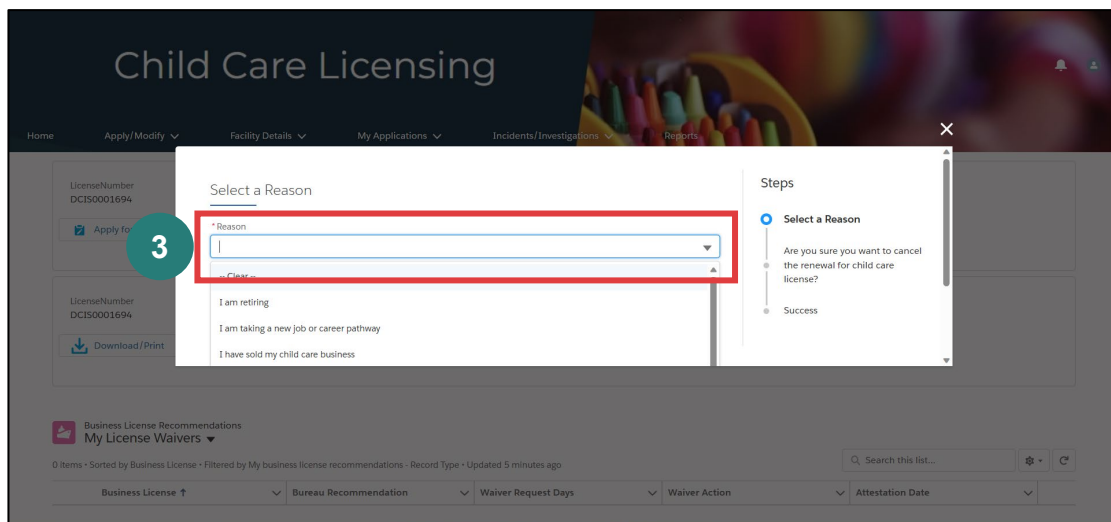 Child Care Licensing
Home Apply/Modify Facility Details My Applications Incidents/Investigations Reports
LicenseNumber
DCIS0001694
Apply for
3
Select a Reason
*Reason
-- Clear --
I am retiring
I am taking a new job or career pathway
I have sold my child care business
Steps
Select a Reason
Are you sure you want to cancel
the renewal for child care
license?
Success
LicenseNumber
DCIS0001694
Download/Print
Business License Recommendations
My License Waivers
0 items • Sorted by Business License • Filtered by My business license recommendations - Record Type • Updated 5 minutes ago
Search this list...
Business License ↑ Bureau Recommendation Waiver Request Days Waiver Action Attestation Date